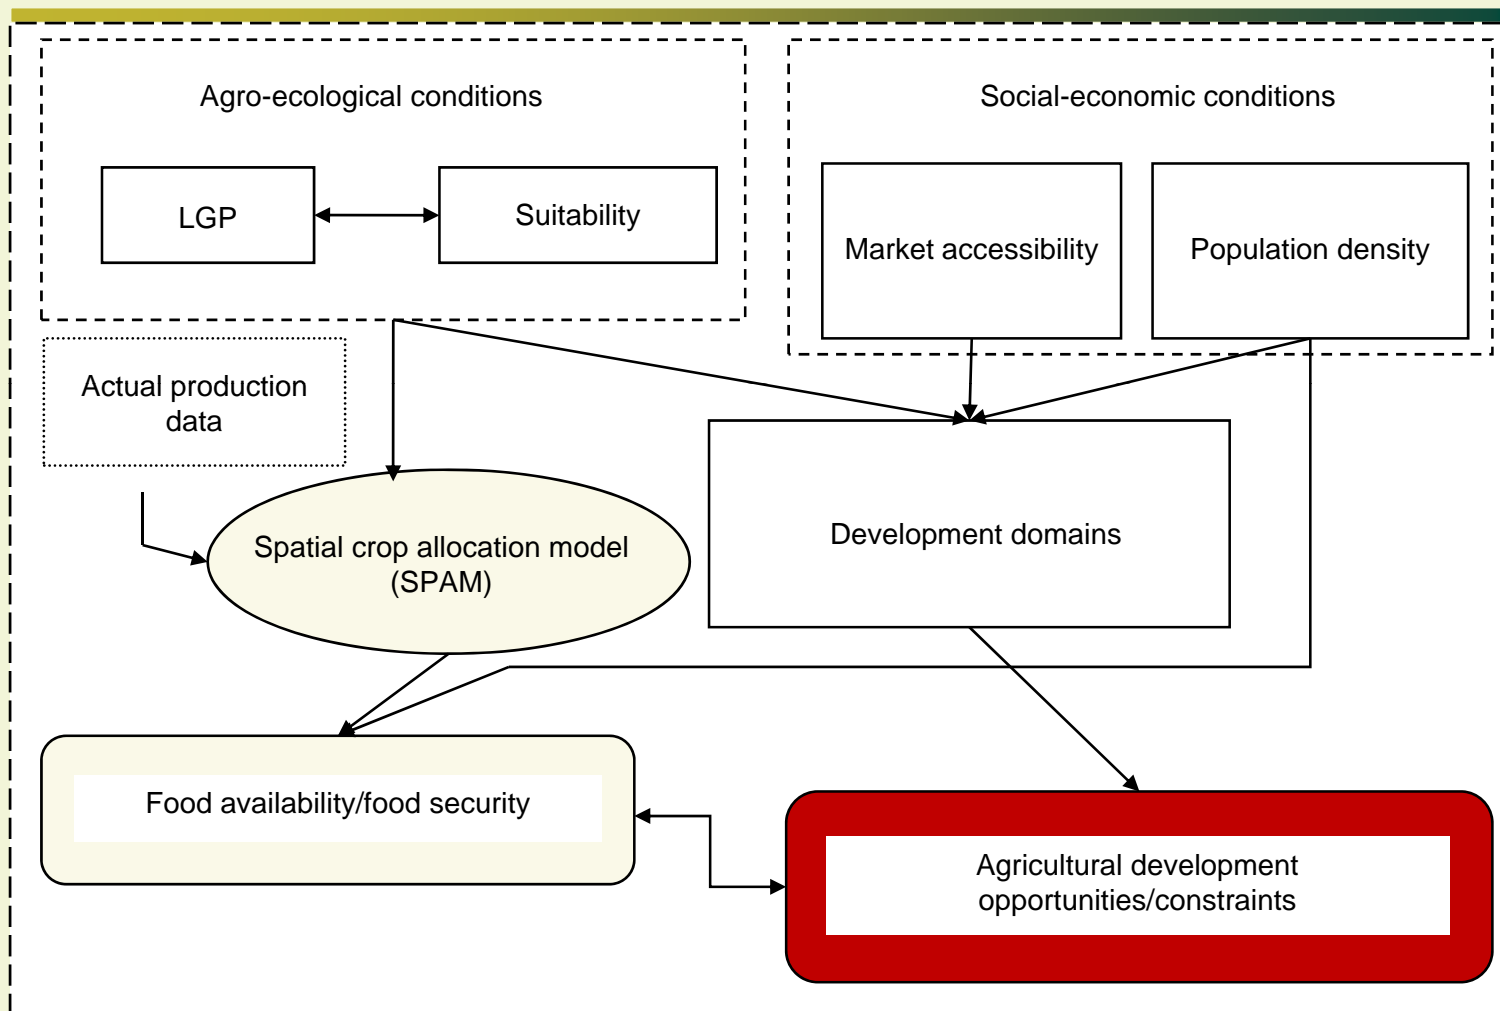 Agro-ecological conditions
Social-economic conditions
LGP
Suitability
Market accessibility
Population density
Actual production
data
Spatial crop allocation model
(SPAM)
Development domains
Food availability/food security
Agricultural development
opportunities/constraints